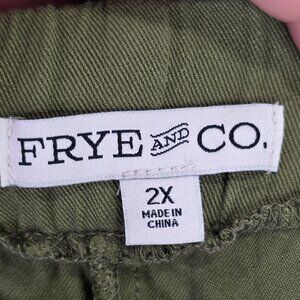 FRYE AND CO.
2X
MADE IN
CHINA